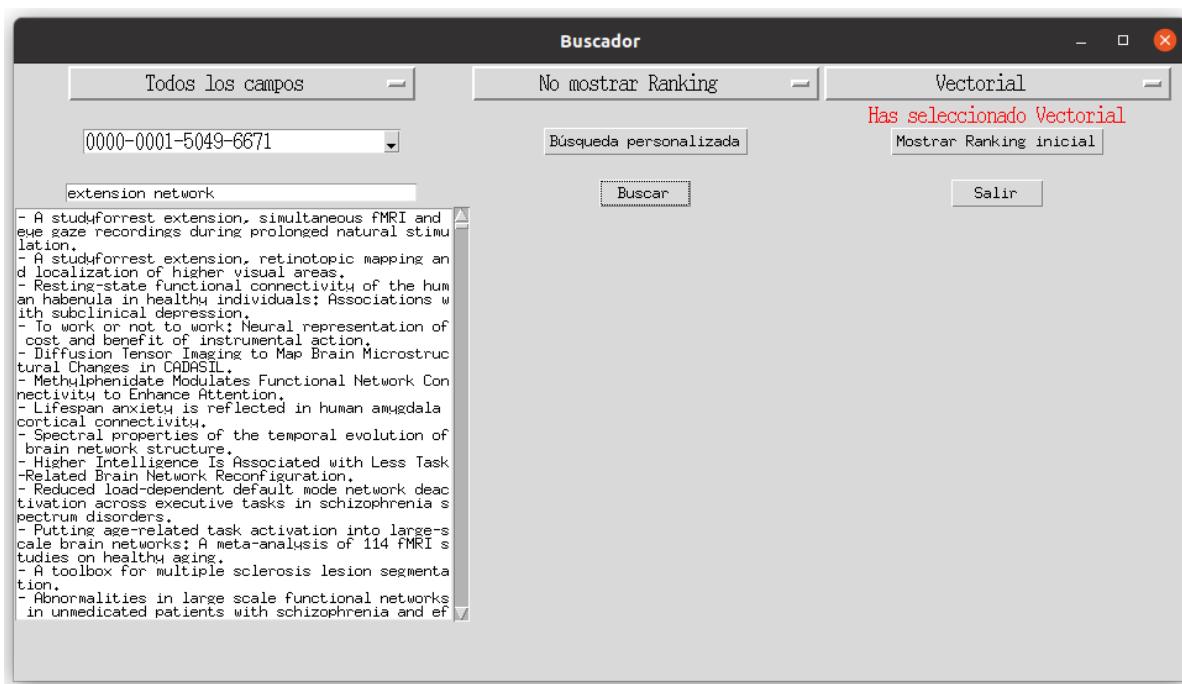 Buscador
Todos los campos
No mostrar Ranking
Vectorial
Has seleccionado Vectorial
0000-0001-5049-6671
Búsqueda personalizada
Mostrar Ranking inicial
extension network
Buscar
Salir
- A studyforrest extension, simultaneous fMRI and
eye gaze recordings during prolonged natural stimu
lation.
- A studyforrest extension, retinotopic mapping an
d localization of higher visual areas.
- Resting-state functional connectivity of the hum
an habenula in healthy individuals: Associations w
ith subclinical depression.
- To work or not to work: Neural representation of
cost and benefit of instrumental action.
- Diffusion Tensor Imaging to Map Brain Microstruc
tural Changes in CADASIL.
- Methylphenidate Modulates Functional Network Con
nectivity to Enhance Attention.
- Lifespan anxiety is reflected in human amygdala
cortical connectivity.
- Spectral properties of the temporal evolution of
brain network structure.
- Higher Intelligence Is Associated with Less Task
-Related Brain Network Reconfiguration.
- Reduced load-dependent default mode network deac
tivation across executive tasks in schizophrenia s
pectrum disorders.
- Putting age-related task activation into large-s
cale brain networks: A meta-analysis of 114 fMRI s
tudies on healthy aging.
- A toolbox for multiple sclerosis lesion segmenta
tion.
- Abnormalities in large scale functional networks
in unmedicated patients with schizophrenia and ef